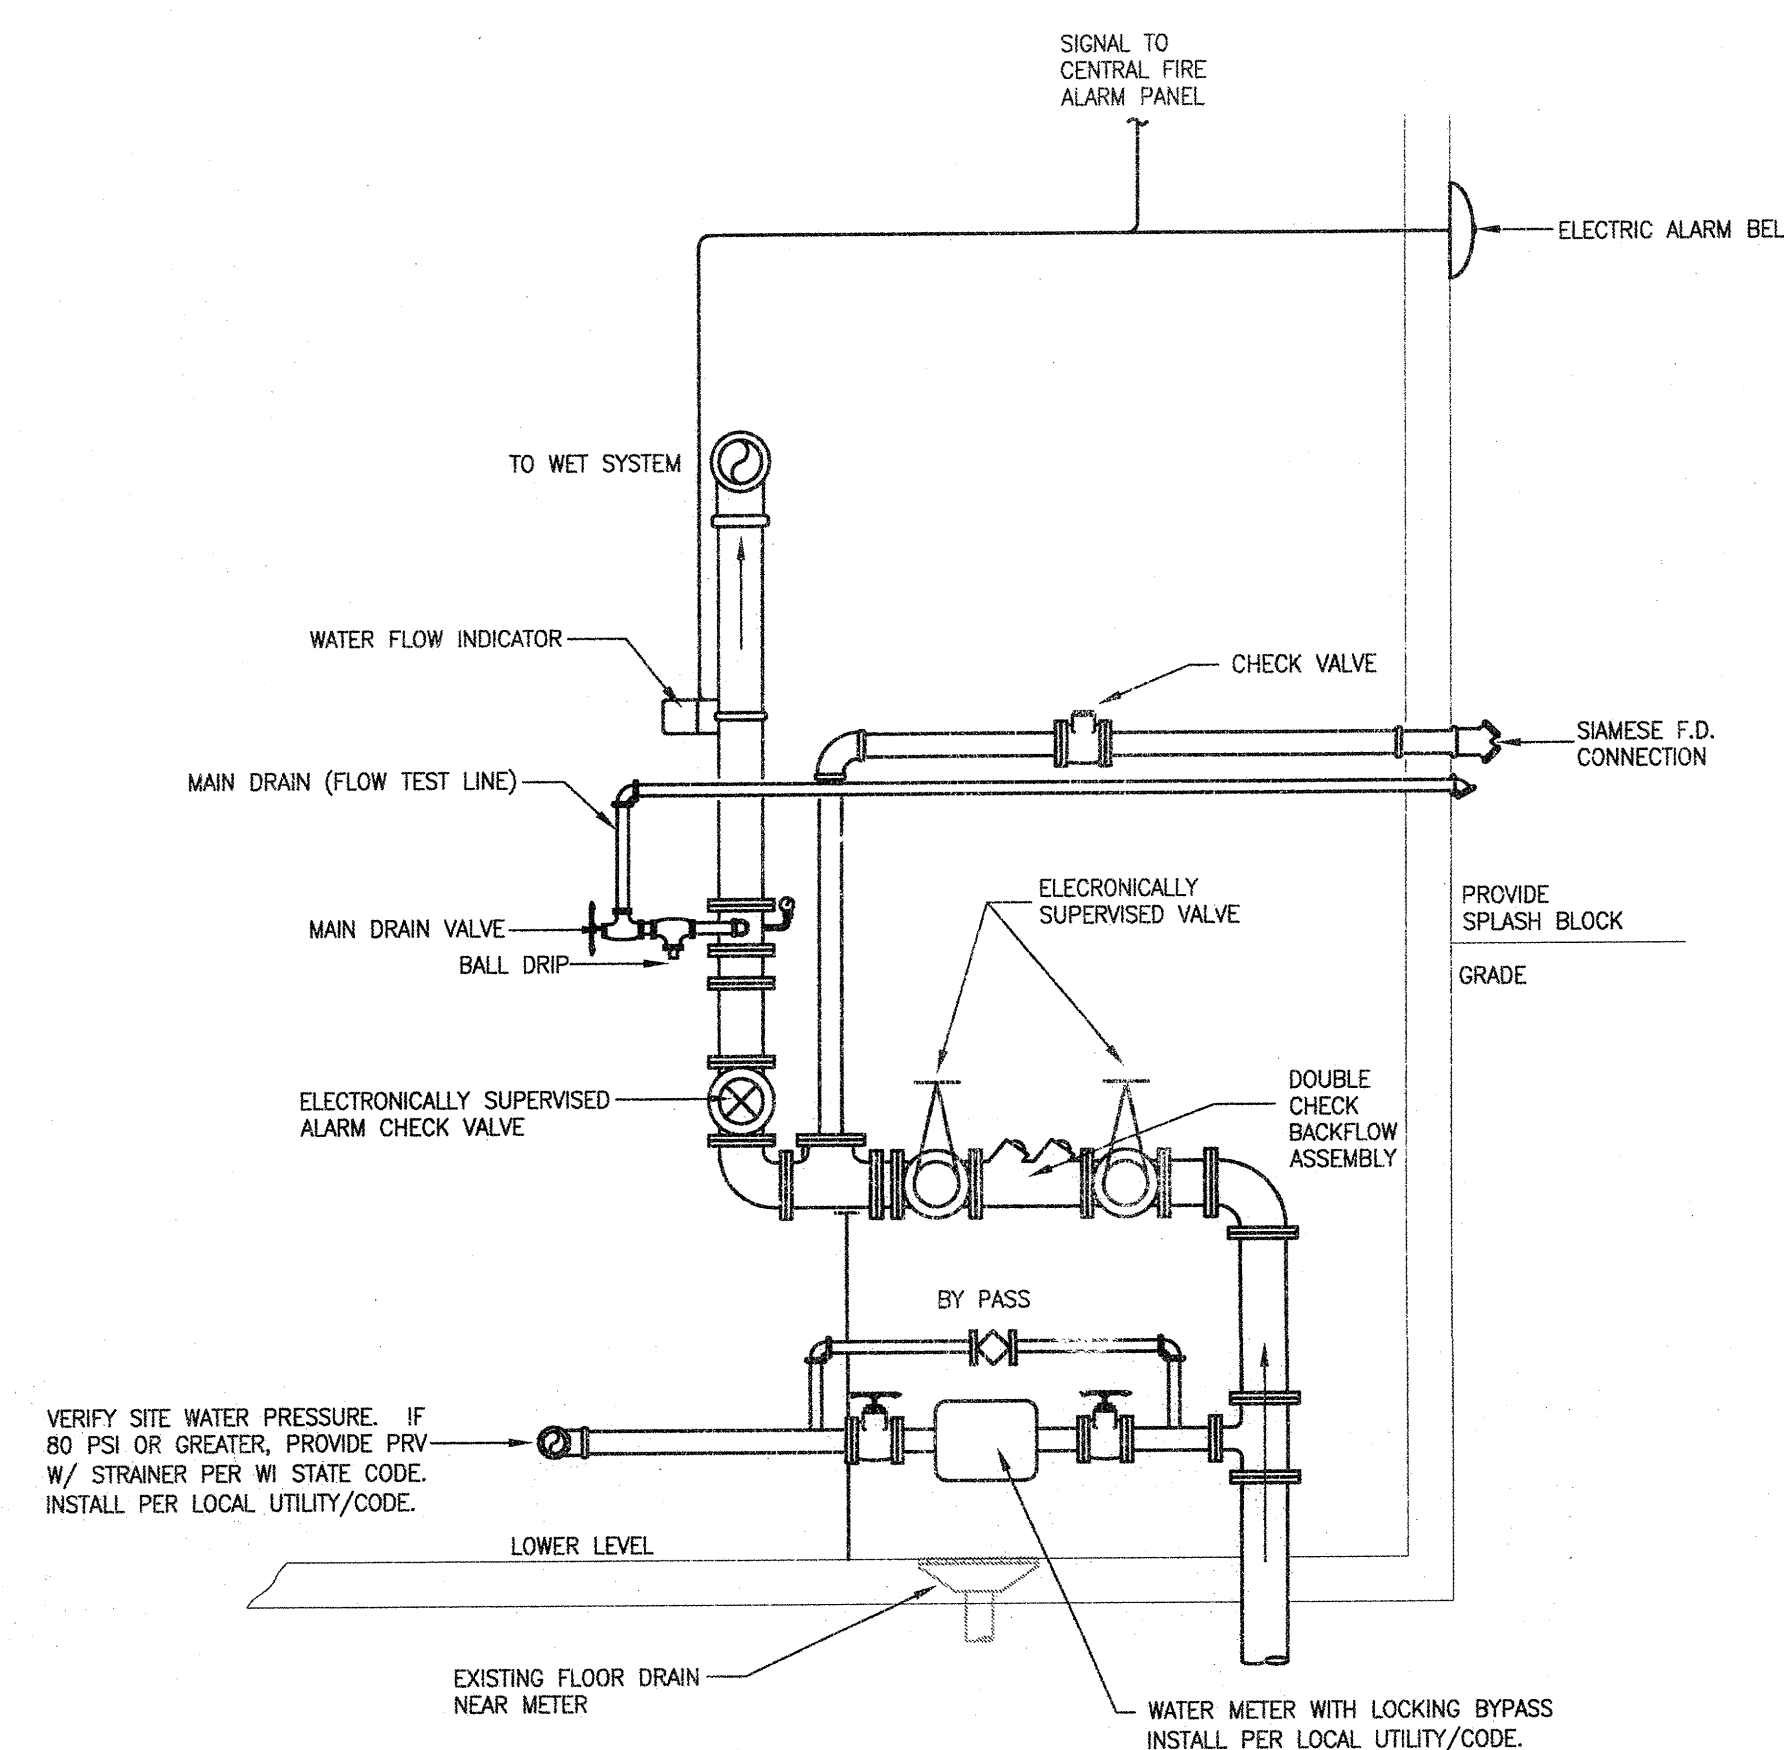 SIGNAL TO
CENTRAL FIRE
ALARM PANEL
ELECTRIC ALARM BEL
TO WET SYSTEM
WATER FLOW INDICATOR
CHECK VALVE
SIAMESE F.D.
CONNECTION
MAIN DRAIN (FLOW TEST LINE)
ELECRONICALLY
SUPERVISED VALVE
PROVIDE
SPLASH BLOCK
MAIN DRAIN VALVE
BALL DRIP
GRADE
DOUBLE
CHECK
BACKFLOW
ASSEMBLY
ELECTRONICALLY SUPERVISED
ALARM CHECK VALVE
BY PASS
VERIFY SITE WATER PRESSURE. IF
80 PSI OR GREATER, PROVIDE PRV
W/ STRAINER PER WI STATE CODE.
INSTALL PER LOCAL UTILITY/CODE.
LOWER LEVEL
EXISTING FLOOR DRAIN
NEAR METER
WATER METER WITH LOCKING BYPASS
INSTALL PER LOCAL UTILITY/CODE.